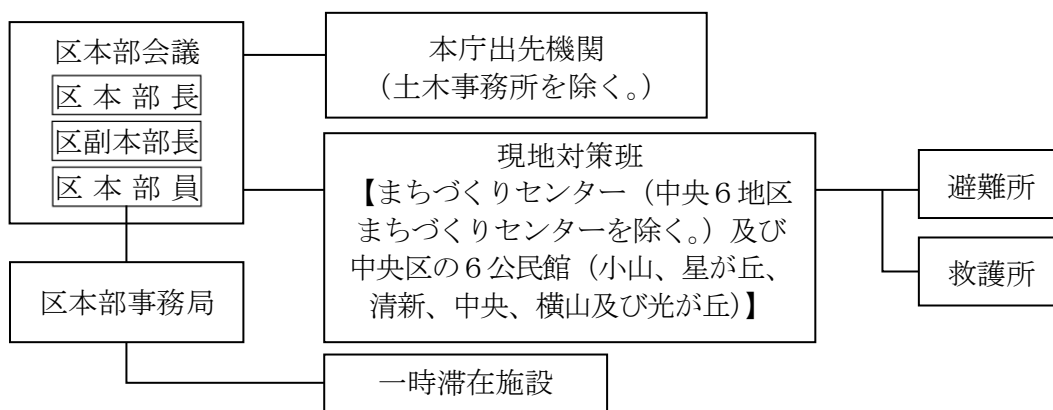 区本部会議
区本部長
区副本部長
区本部員
区本部事務局
本庁出先機関
（土木事務所を除く。）
現地対策班
【まちづくりセンター（中央６地区
まちづくりセンターを除く。）及び
中央区の６公民館（小山、星が丘、
清新、中央、横山及び光が丘）】
避難所
救護所
一時滞在施設